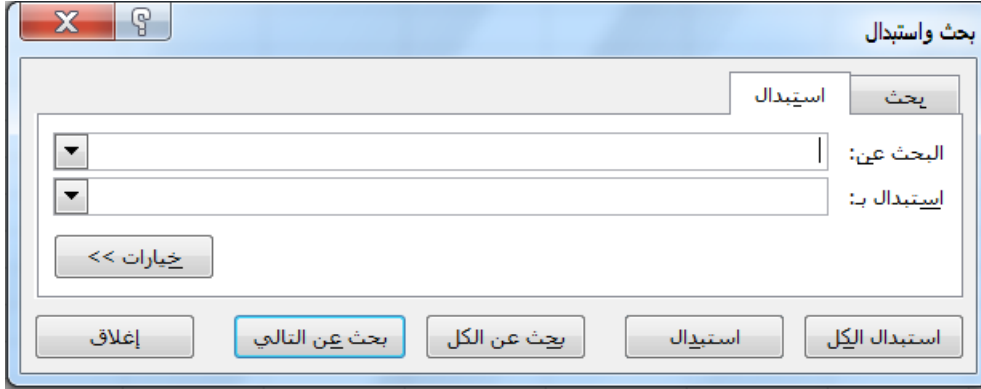 بحث واستبدال
بحث استبدال
البحث عن:
استبدال بـ:
خيارات >>
استبدال الكل استبدال بحث عن الكل بحث عن التالي إغلاق